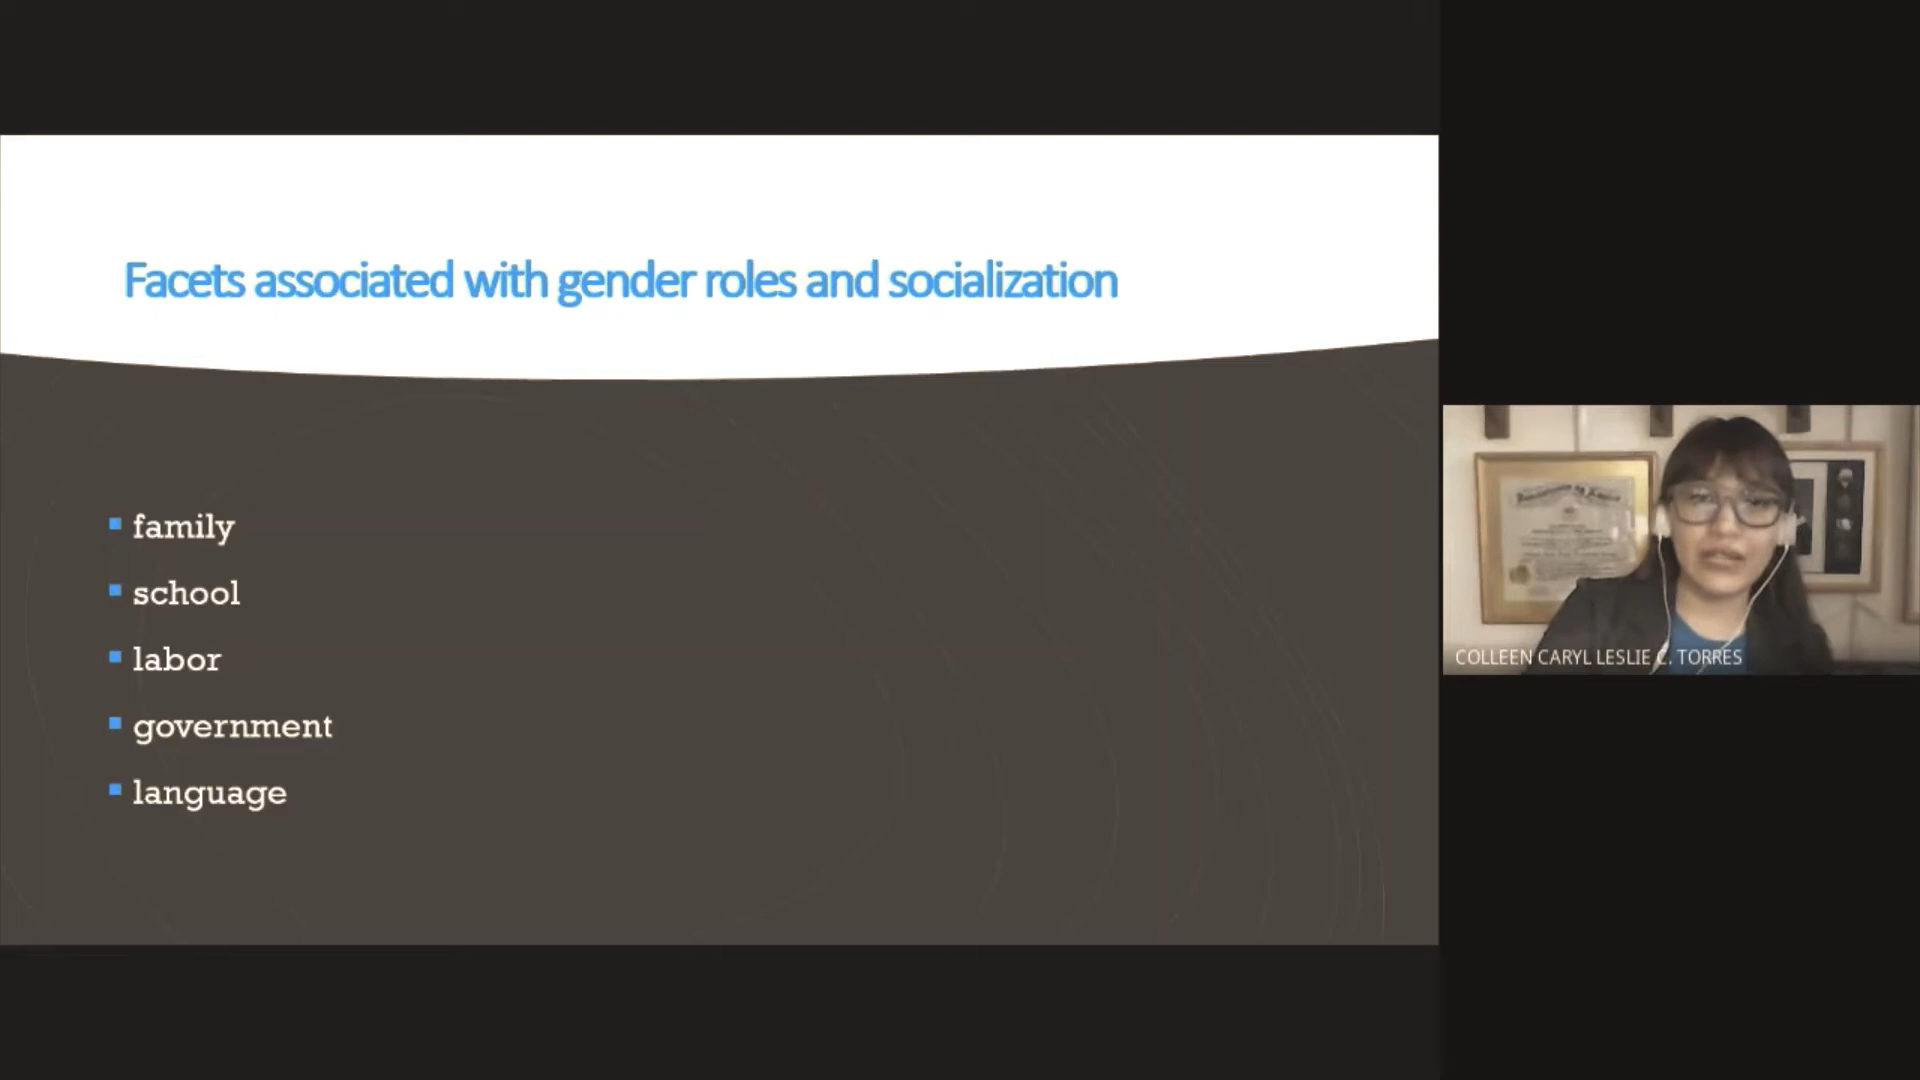 Facets associated with gender roles and socialization
family
school
labor
government
language
COLLEEN CARYL LESLIE C. TORRES